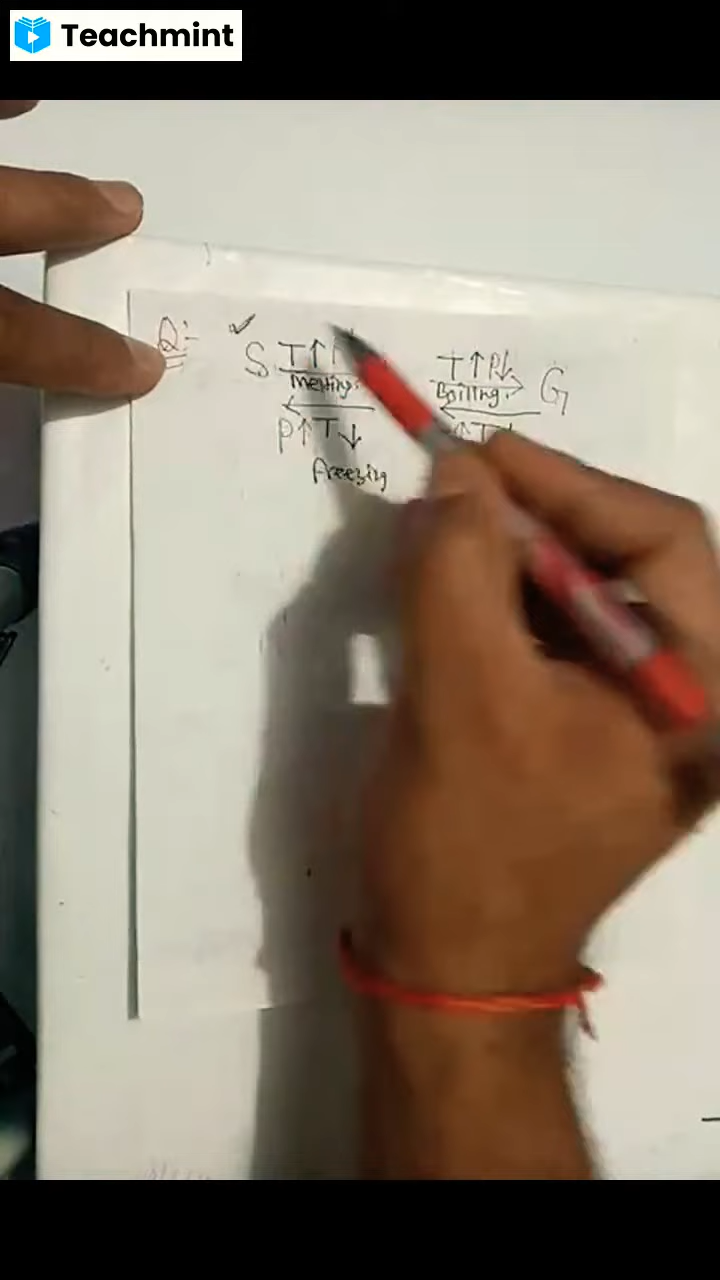 Teachmint
Q:-
S T↑ T↑P↓ G
Melting. Boiling.
P↑T↓ ↑T↓
Freezing